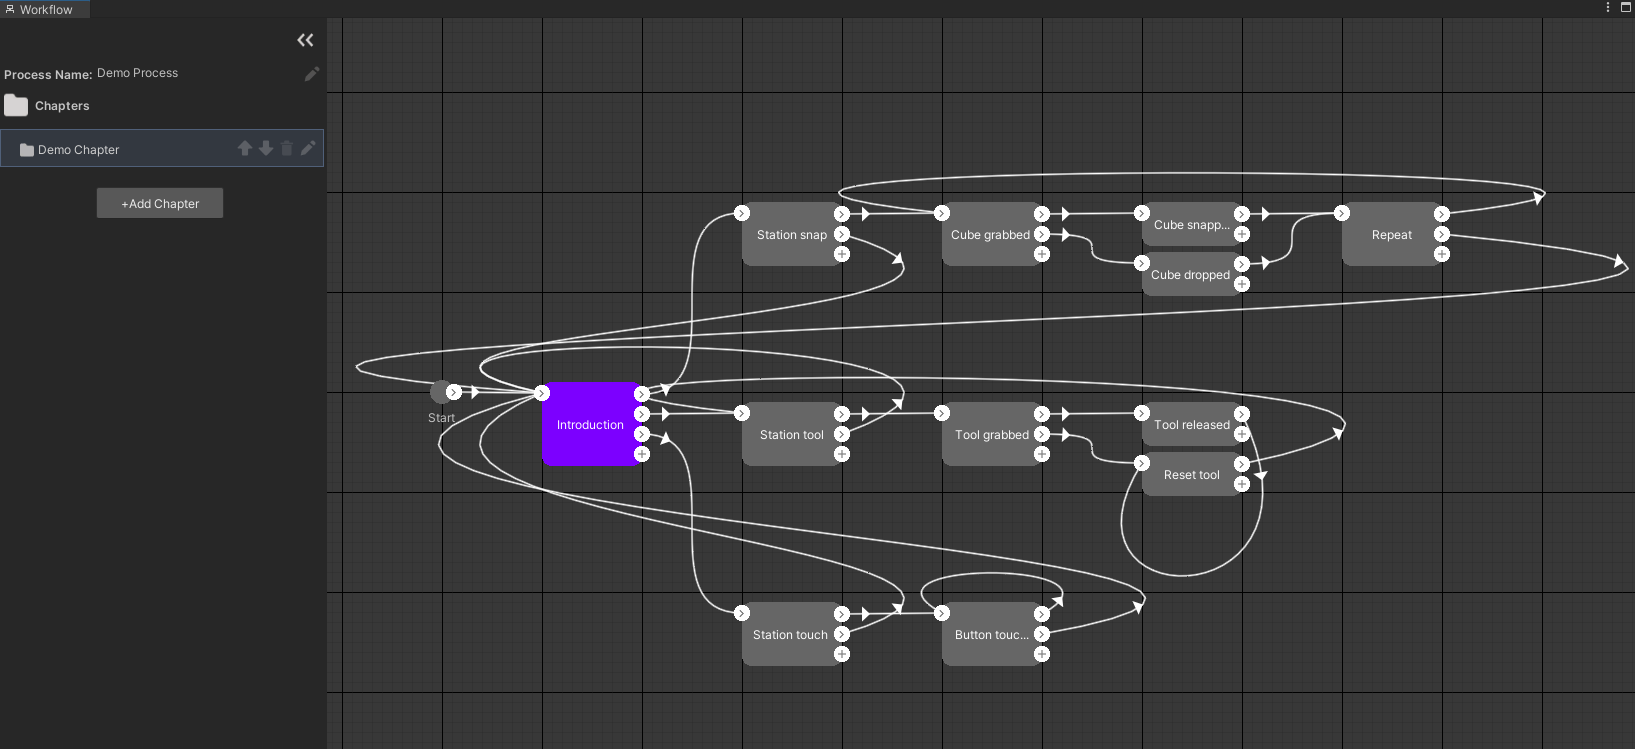 Workflow
Process Name: Demo Process
Chapters
Demo Chapter
+Add Chapter
Station snap
Cube grabbed
Cube snapp...
Repeat
Cube dropped
Start
Introduction
Station tool
Tool grabbed
Tool released
Reset tool
Station touch
Button touc...